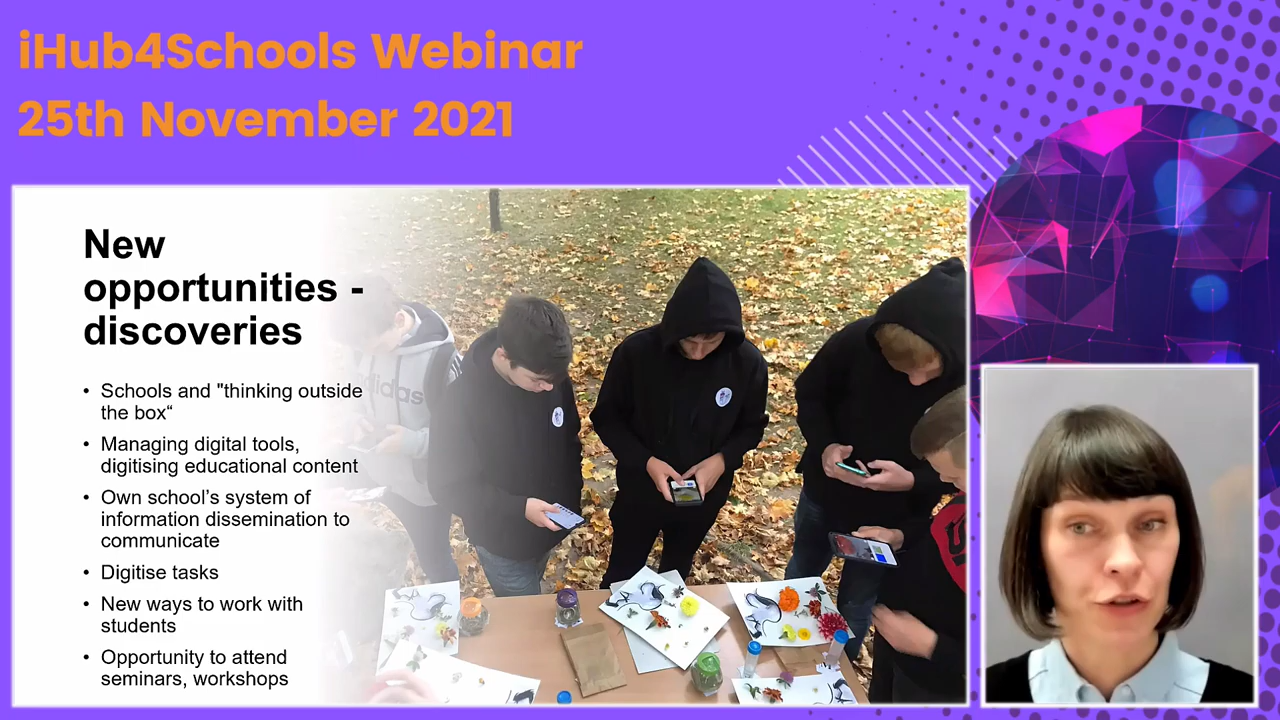 iHub4Schools Webinar
25th November 2021
New
opportunities -
discoveries
• Schools and "thinking outside
the box“
• Managing digital tools,
digitising educational content
• Own school’s system of
information dissemination to
communicate
• Digitise tasks
• New ways to work with
students
• Opportunity to attend
seminars, workshops
adidas